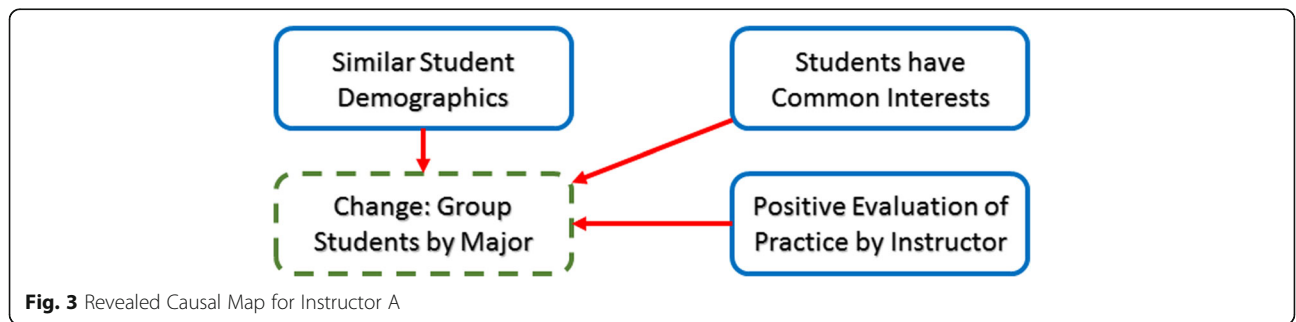 Similar Student
Demographics
Students have
Common Interests
Change: Group
Students by Major
Positive Evaluation of
Practice by Instructor
Fig. 3 Revealed Causal Map for Instructor A